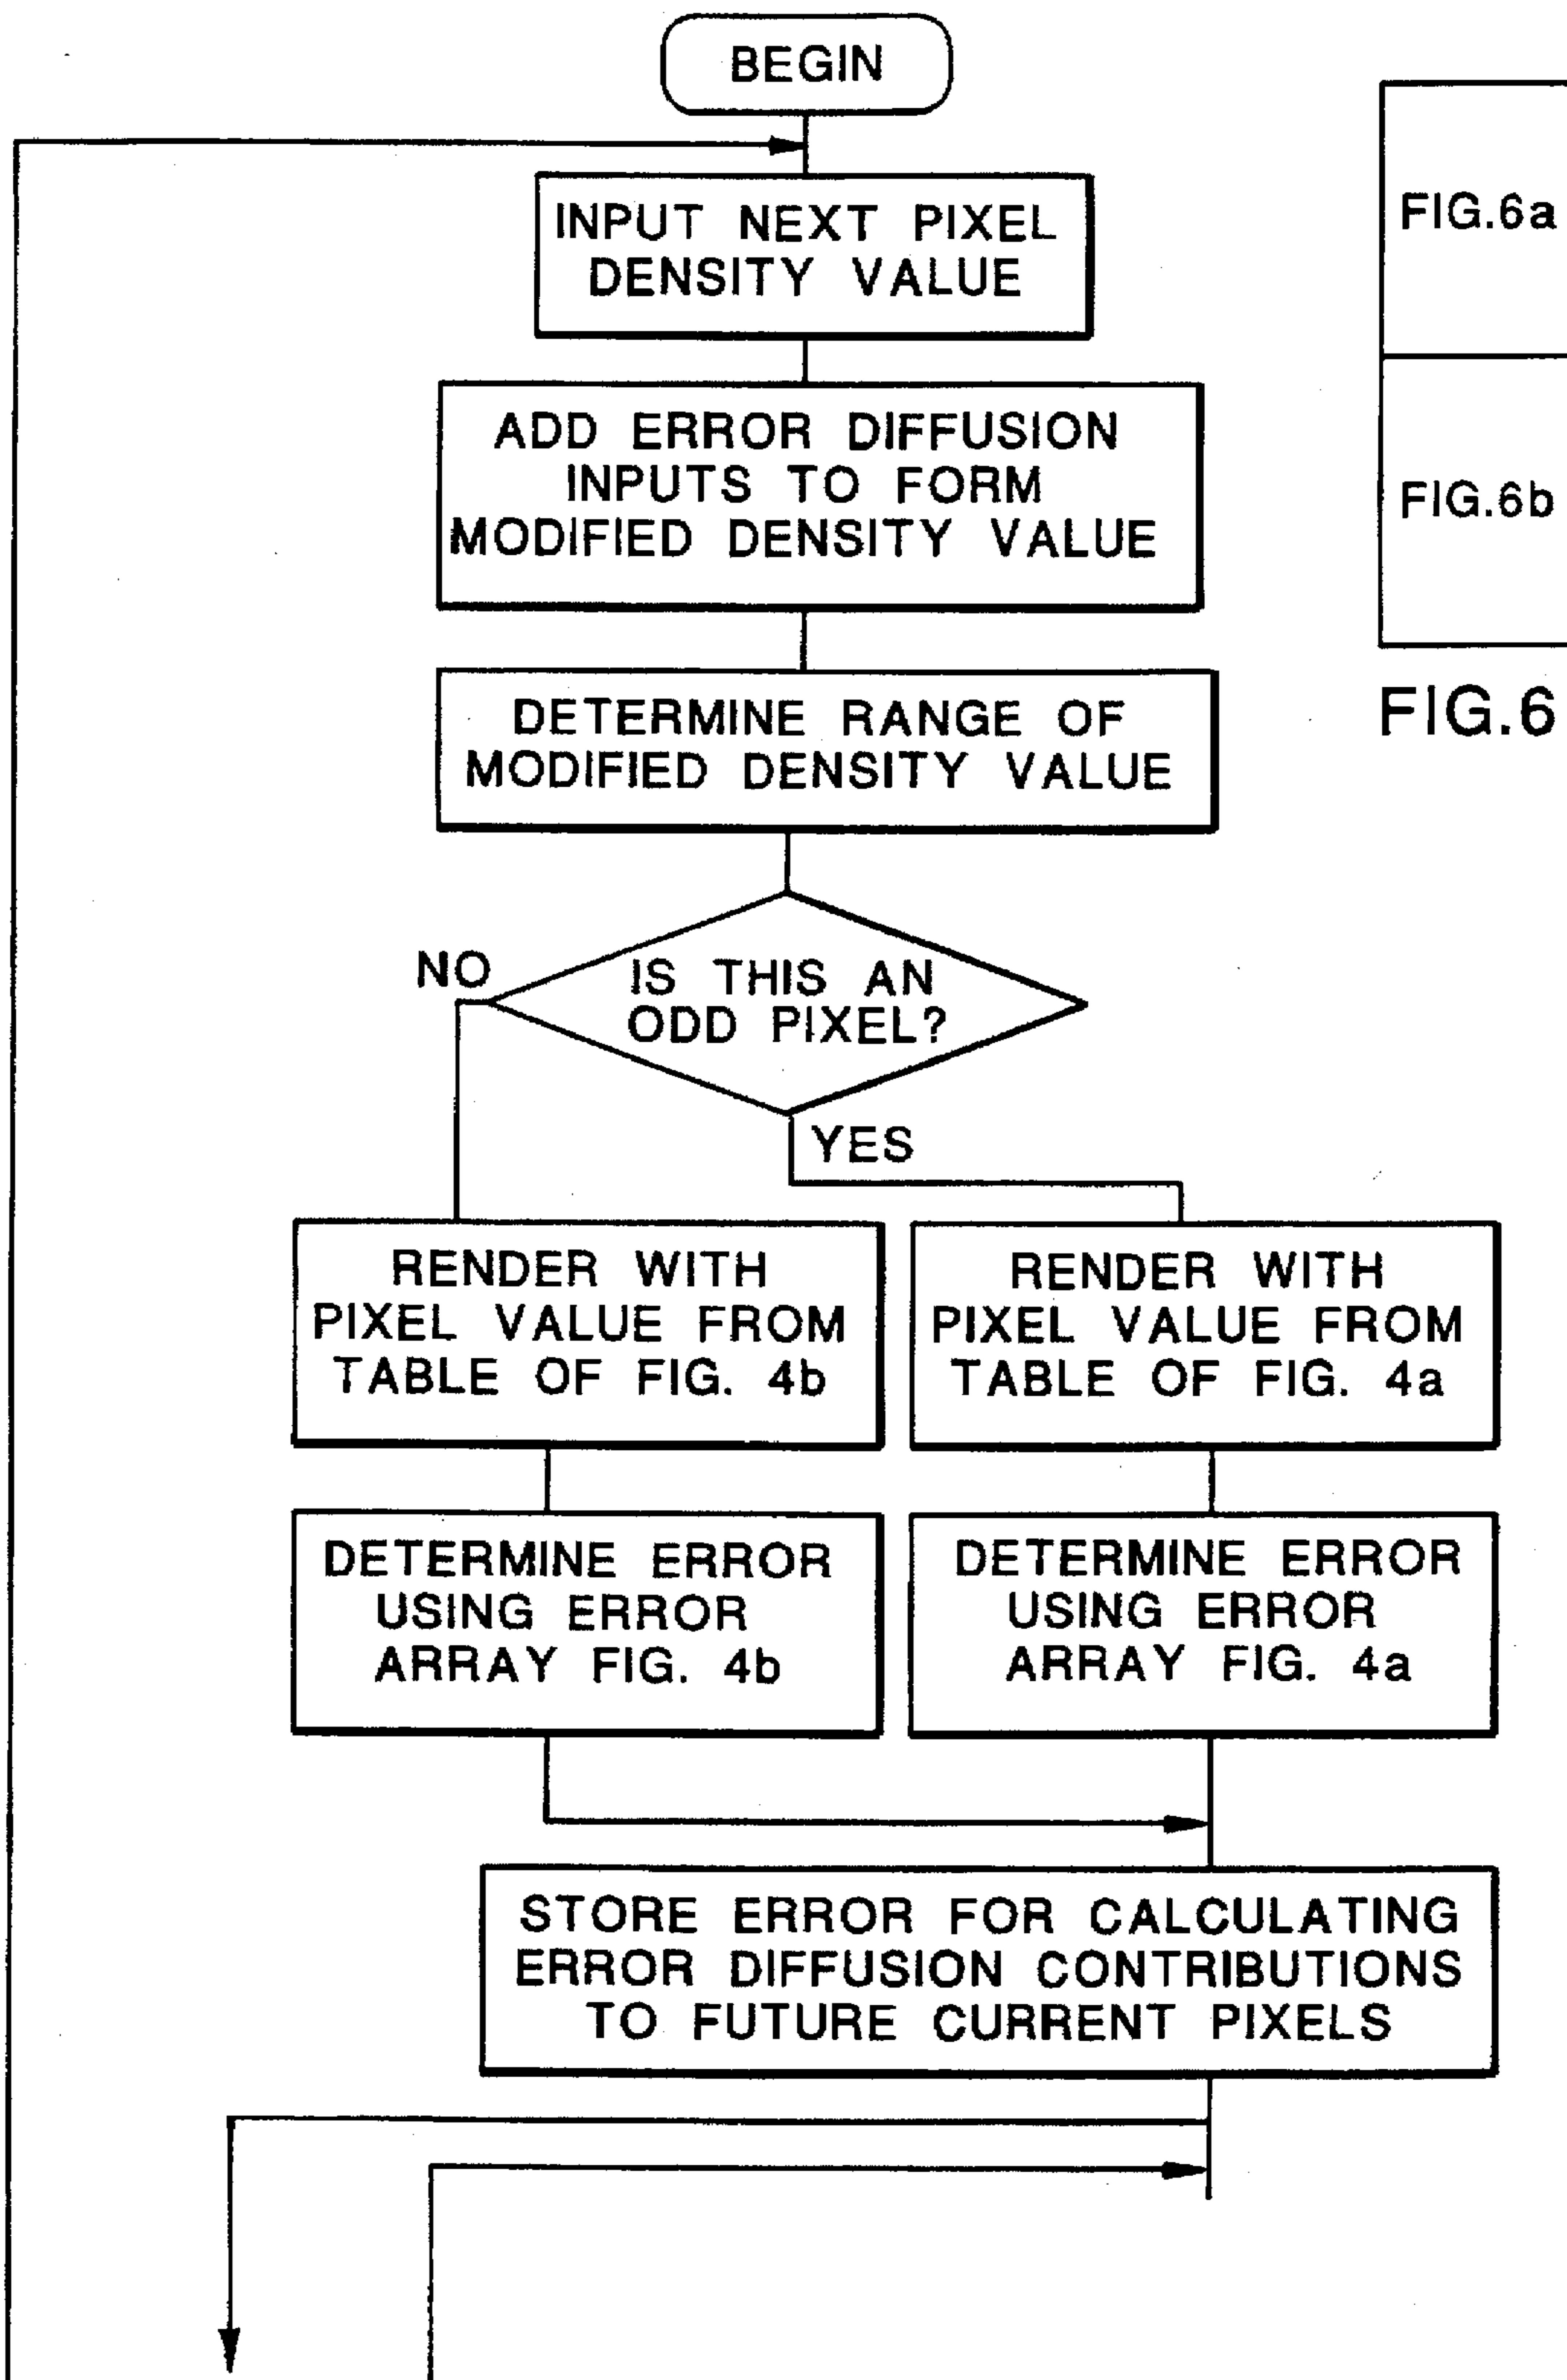 BEGIN
INPUT NEXT PIXEL
DENSITY VALUE
FIG.6a
ADD ERROR DIFFUSION
INPUTS TO FORM
MODIFIED DENSITY VALUE
FIG.6b
DETERMINE RANGE OF
MODIFIED DENSITY VALUE
FIG.6
NO
IS THIS AN
ODD PIXEL?
YES
RENDER WITH
PIXEL VALUE FROM
TABLE OF FIG. 4b
RENDER WITH
PIXEL VALUE FROM
TABLE OF FIG. 4a
DETERMINE ERROR
USING ERROR
ARRAY FIG. 4b
DETERMINE ERROR
USING ERROR
ARRAY FIG. 4a
STORE ERROR FOR CALCULATING
ERROR DIFFUSION CONTRIBUTIONS
TO FUTURE CURRENT PIXELS